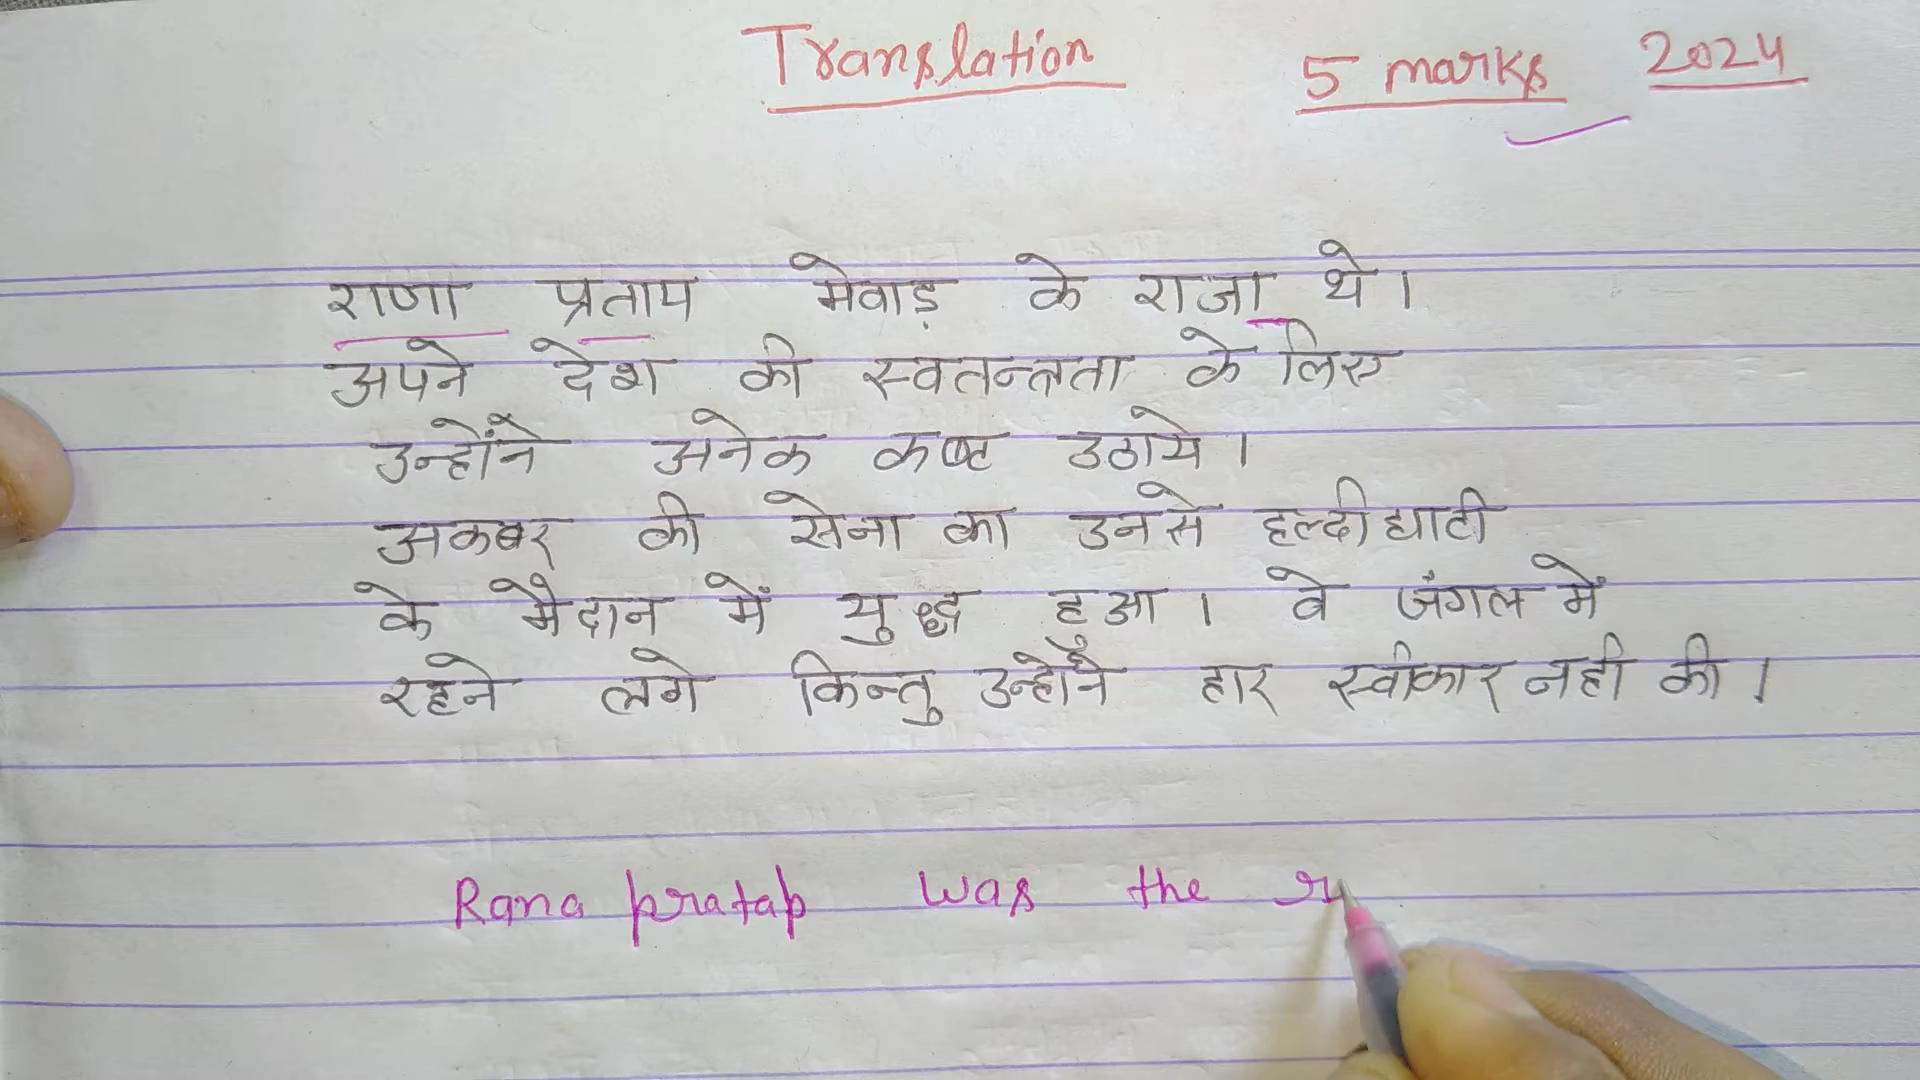 Translation 5 marks 2024
राणा प्रताप मेवाड़ के राजा थे।
अपने देश की स्वतन्त्रता के लिए
उन्होंने अनेक कष्ट उठाये।
अकबर की सेना का उनसे हल्दीघाटी
के मैदान में युद्ध हुआ। वे जंगल में
रहने लगे किन्तु उन्होंने हार स्वीकार नही की।
Rana pratap was the